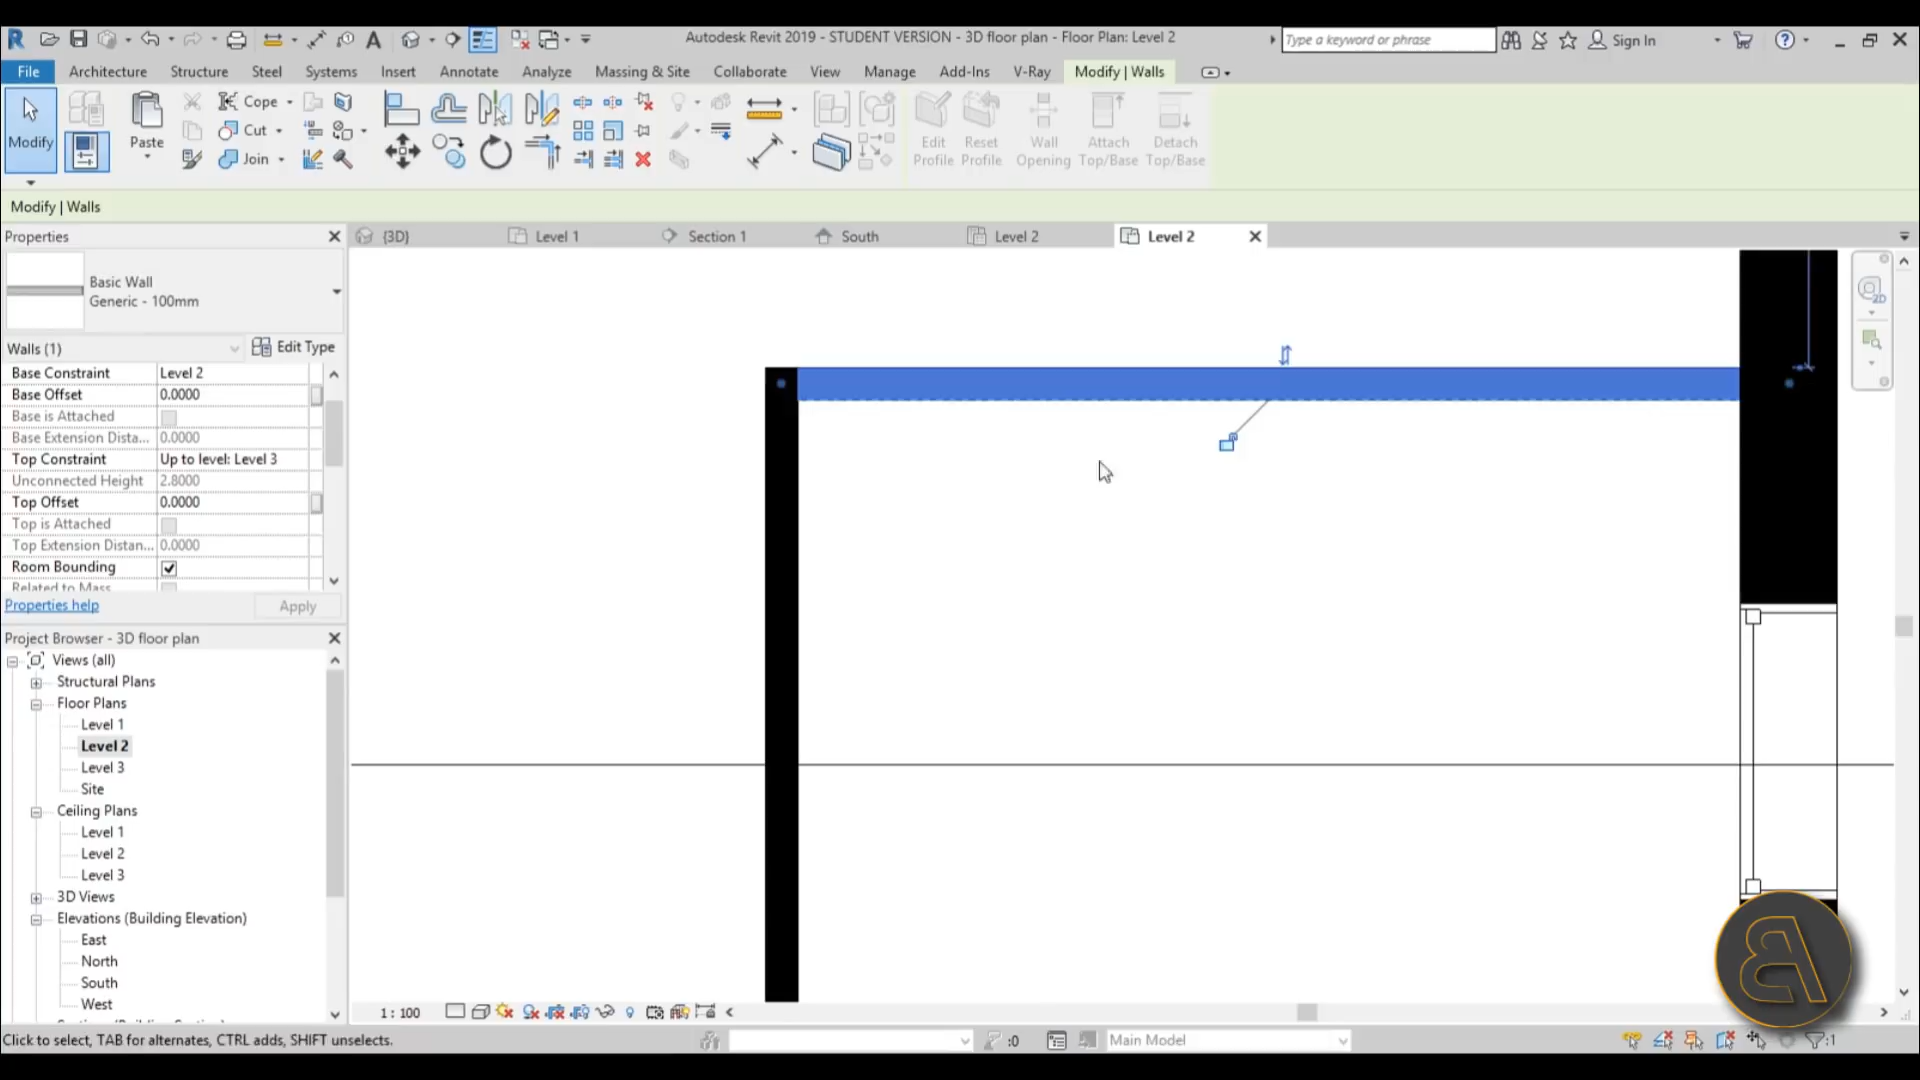 Autodesk Revit 2019 - STUDENT VERSION - 3D floor plan - Floor Plan: Level 2
Type a keyword or phrase
Sign In
File Architecture Structure Steel Systems Insert Annotate Analyze Massing & Site Collaborate View Manage Add-Ins V-Ray Modify | Walls
Modify
Paste
Cope
Cut
Join
Edit Profile
Reset Profile
Wall Opening
Attach Top/Base
Detach Top/Base
Modify | Walls
Properties
{3D} Level 1 Section 1 South Level 2 Level 2
Basic Wall
Generic - 100mm
Walls (1) Edit Type
Base Constraint Level 2
Base Offset 0.0000
Base is Attached
Base Extension Dista... 0.0000
Top Constraint Up to level: Level 3
Unconnected Height 2.8000
Top Offset 0.0000
Top is Attached
Top Extension Distan... 0.0000
Room Bounding
Related to Mass
Properties help Apply
Project Browser - 3D floor plan
Views (all)
Structural Plans
Floor Plans
Level 1
Level 2
Level 3
Site
Ceiling Plans
Level 1
Level 2
Level 3
3D Views
Elevations (Building Elevation)
East
North
South
West
1 : 100
Click to select, TAB for alternates, CTRL adds, SHIFT unselects.
:0
Main Model
:1
2D